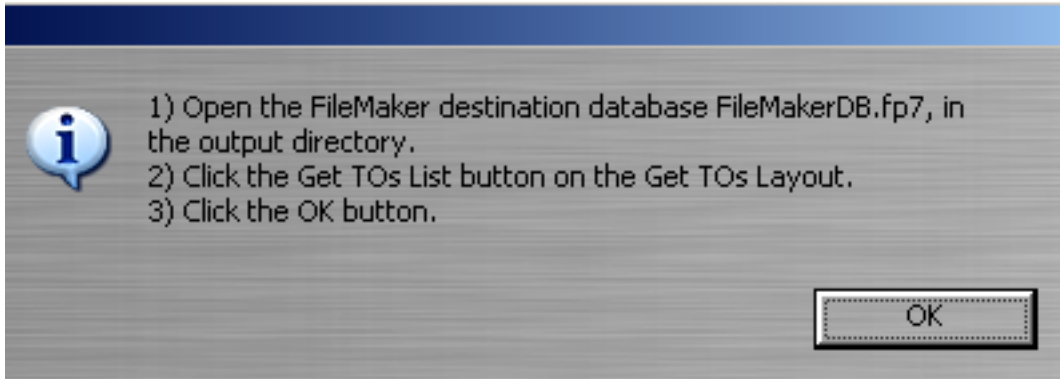 1) Open the FileMaker destination database FileMakerDB.fp7, in
the output directory.
2) Click the Get TOs List button on the Get TOs Layout.
3) Click the OK button.
OK